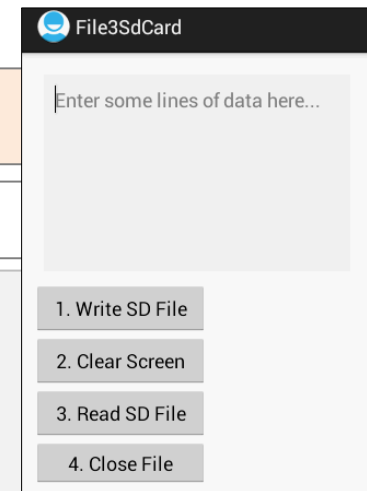 File3SdCard
Enter some lines of data here...
1. Write SD File
2. Clear Screen
3. Read SD File
4. Close File